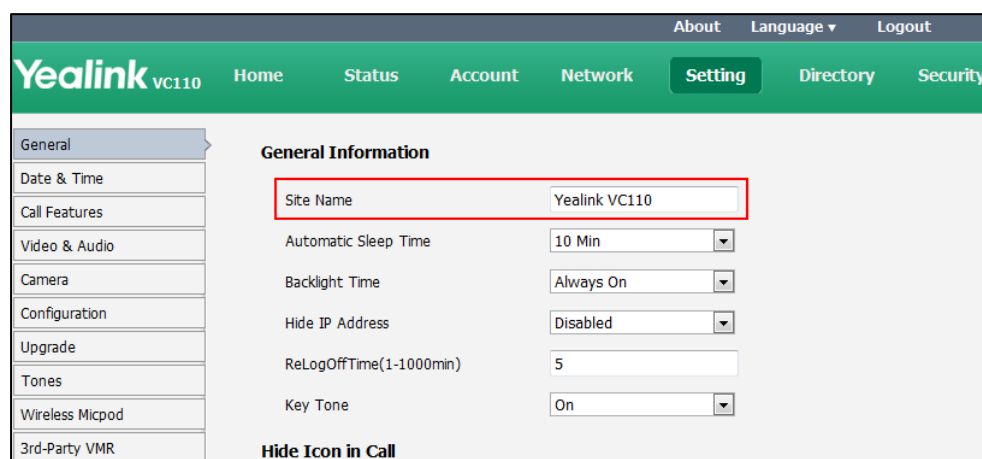 About Language ▾ Logout
Yealink VC110 Home Status Account Network Setting Directory Security
General
Date & Time
Call Features
Video & Audio
Camera
Configuration
Upgrade
Tones
Wireless Micpod
3rd-Party VMR
General Information
Site Name Yealink VC110
Automatic Sleep Time 10 Min
Backlight Time Always On
Hide IP Address Disabled
ReLogOffTime(1-1000min) 5
Key Tone On
Hide Icon in Call